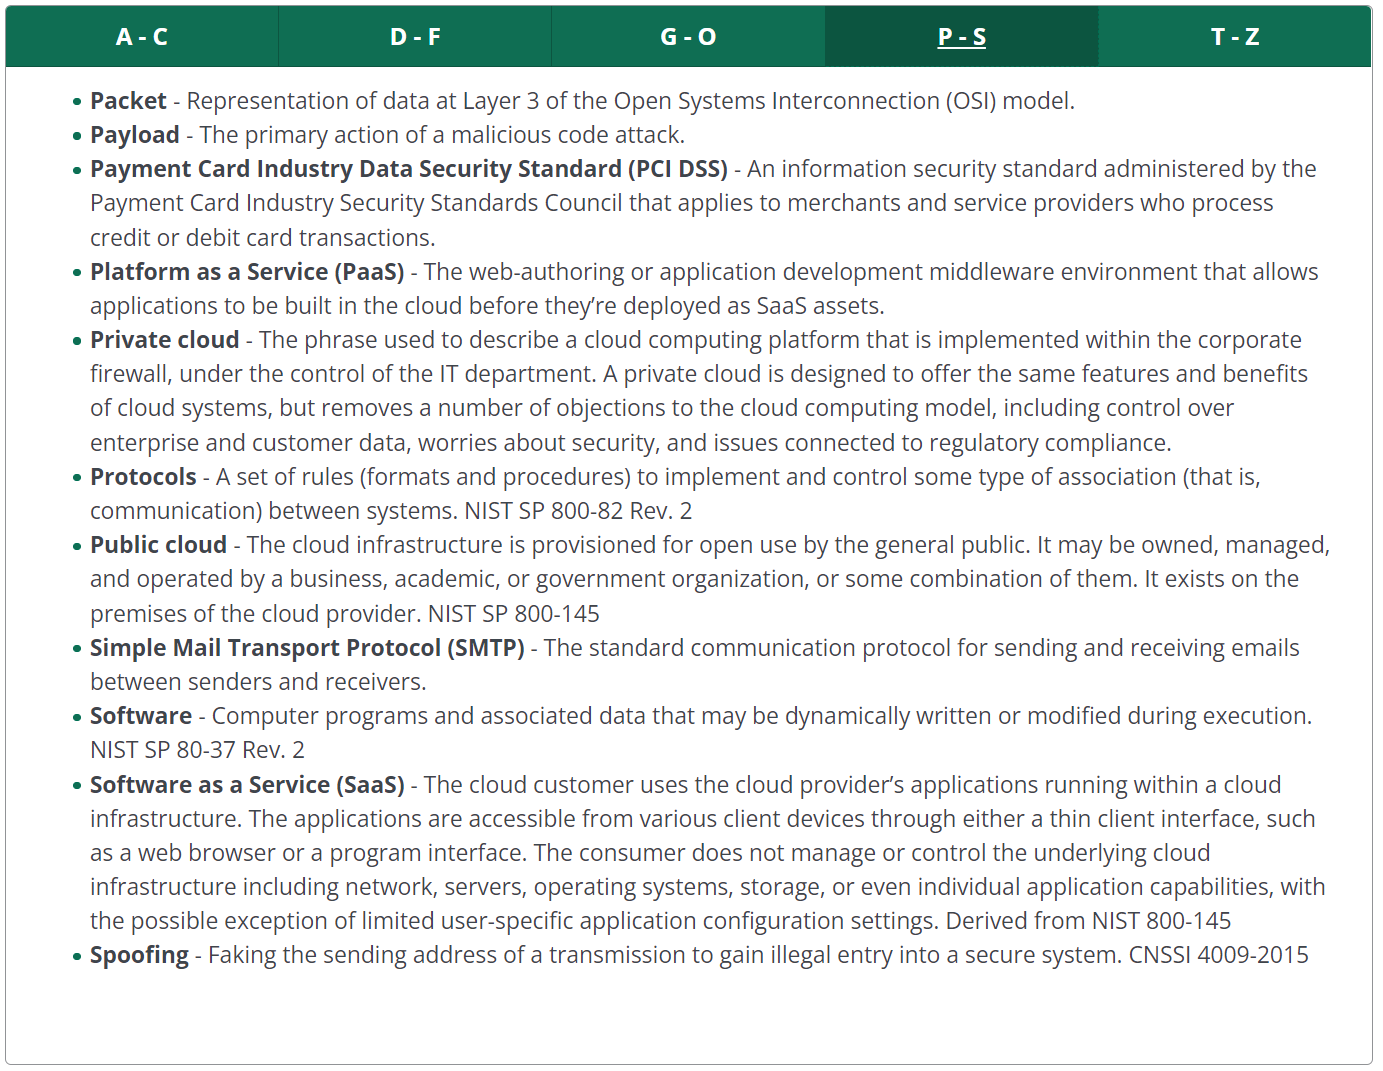 A - C
D - F
G - O
P - S
T - Z
Packet - Representation of data at Layer 3 of the Open Systems Interconnection (OSI) model.
Payload - The primary action of a malicious code attack.
Payment Card Industry Data Security Standard (PCI DSS) - An information security standard administered by the
Payment Card Industry Security Standards Council that applies to merchants and service providers who process
credit or debit card transactions.
Platform as a Service (PaaS) - The web-authoring or application development middleware environment that allows
applications to be built in the cloud before they’re deployed as SaaS assets.
Private cloud - The phrase used to describe a cloud computing platform that is implemented within the corporate
firewall, under the control of the IT department. A private cloud is designed to offer the same features and benefits
of cloud systems, but removes a number of objections to the cloud computing model, including control over
enterprise and customer data, worries about security, and issues connected to regulatory compliance.
Protocols - A set of rules (formats and procedures) to implement and control some type of association (that is,
communication) between systems. NIST SP 800-82 Rev. 2
Public cloud - The cloud infrastructure is provisioned for open use by the general public. It may be owned, managed,
and operated by a business, academic, or government organization, or some combination of them. It exists on the
premises of the cloud provider. NIST SP 800-145
Simple Mail Transport Protocol (SMTP) - The standard communication protocol for sending and receiving emails
between senders and receivers.
Software - Computer programs and associated data that may be dynamically written or modified during execution.
NIST SP 80-37 Rev. 2
Software as a Service (SaaS) - The cloud customer uses the cloud provider’s applications running within a cloud
infrastructure. The applications are accessible from various client devices through either a thin client interface, such
as a web browser or a program interface. The consumer does not manage or control the underlying cloud
infrastructure including network, servers, operating systems, storage, or even individual application capabilities, with
the possible exception of limited user-specific application configuration settings. Derived from NIST 800-145
Spoofing - Faking the sending address of a transmission to gain illegal entry into a secure system. CNSSI 4009-2015